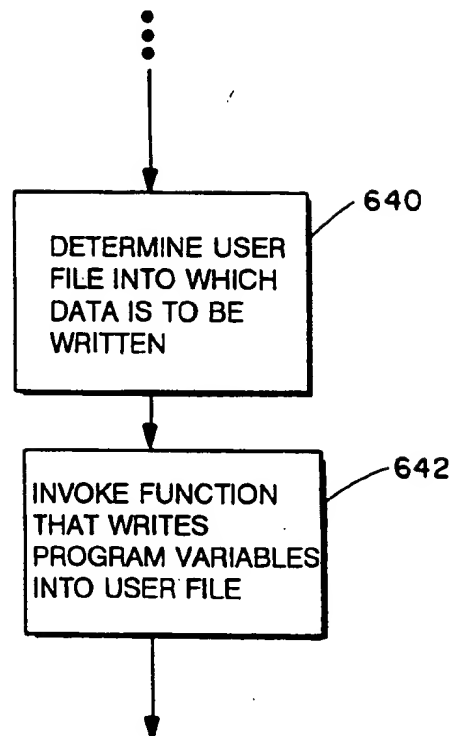 640
DETERMINE USER
FILE INTO WHICH
DATA IS TO BE
WRITTEN
642
INVOKE FUNCTION
THAT WRITES
PROGRAM VARIABLES
INTO USER FILE